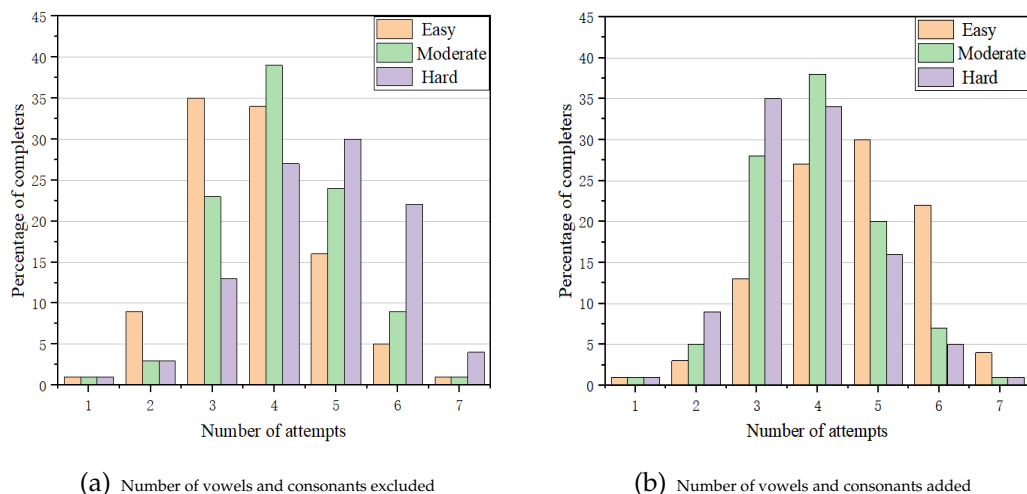 45
40
35
30
25
20
15
10
5
0
Percentage of completers
Easy
Moderate
Hard
1 2 3 4 5 6 7
Number of attempts
(a) Number of vowels and consonants excluded
45
40
35
30
25
20
15
10
5
0
Percentage of completers
Easy
Moderate
Hard
1 2 3 4 5 6 7
Number of attempts
(b) Number of vowels and consonants added